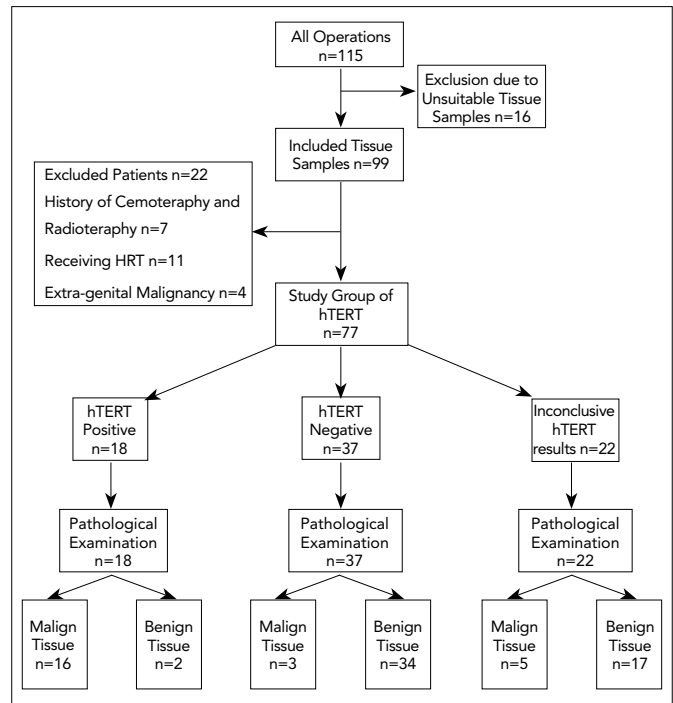 All Operations
n=115
Exclusion due to
Unsuitable Tissue
Samples n=16
Included Tissue
Samples n=99
Excluded Patients n=22
History of Cemoteraphy and
Radioteraphy n=7
Receiving HRT n=11
Extra-genital Malignancy n=4
Study Group of
hTERT
n=77
hTERT
Positive
n=18
hTERT
Negative
n=37
Inconclusive
hTERT
results n=22
Pathological
Examination
n=18
Pathological
Examination
n=37
Pathological
Examination
n=22
Malign
Tissue
n=16
Benign
Tissue
n=2
Malign
Tissue
n=3
Benign
Tissue
n=34
Malign
Tissue
n=5
Benign
Tissue
n=17